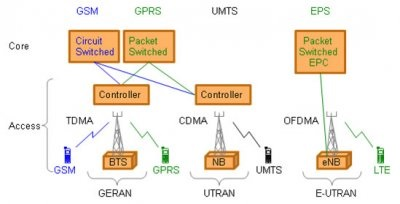 GSM GPRS UMTS EPS
Core
Circuit
Switched
Packet
Switched
Packet
Switched
EPC
Controller
Controller
Access
TDMA
CDMA
OFDMA
GSM
BTS
GPRS
NB
UMTS
eNB
LTE
GERAN
UTRAN
E-UTRAN